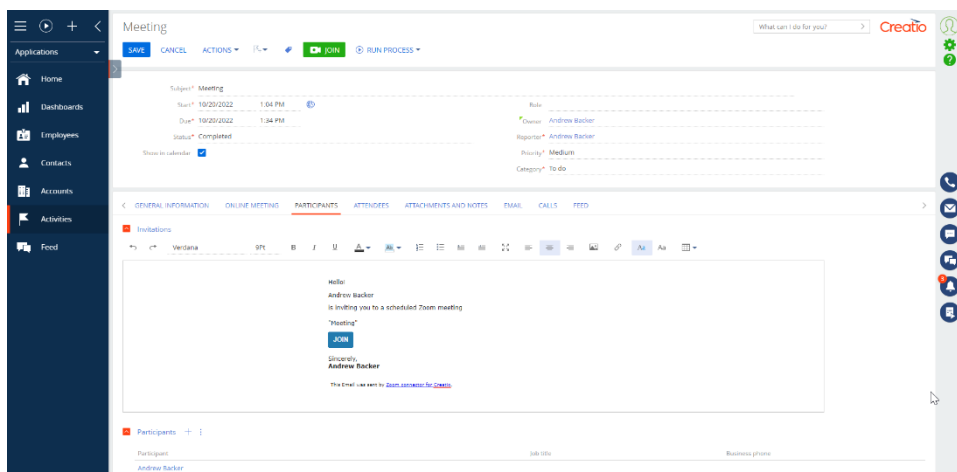 Meeting
What can I do for you?
Creatio
SAVE CANCEL ACTIONS JOIN RUN PROCESS
Applications
Home
Dashboards
Employees
Contacts
Accounts
Activities
Feed
Subject* Meeting
Start* 10/20/2022 1:04 PM
Due* 10/20/2022 1:34 PM
Status* Completed
Show in calendar
Role
Owner Andrew Backer
Reporter* Andrew Backer
Priority* Medium
Category* To do
GENERAL INFORMATION ONLINE MEETING PARTICIPANTS ATTENDEES ATTACHMENTS AND NOTES EMAIL CALLS FEED
Invitations
Verdana 9Pt B I U A Ab Aa Aa
Hello!
Andrew Backer
is inviting you to a scheduled Zoom meeting
"Meeting"
JOIN
Sincerely,
Andrew Backer
This Email was sent by Zoom connector for Creatio.
Participants
Participant Job title Business phone
Andrew Backer